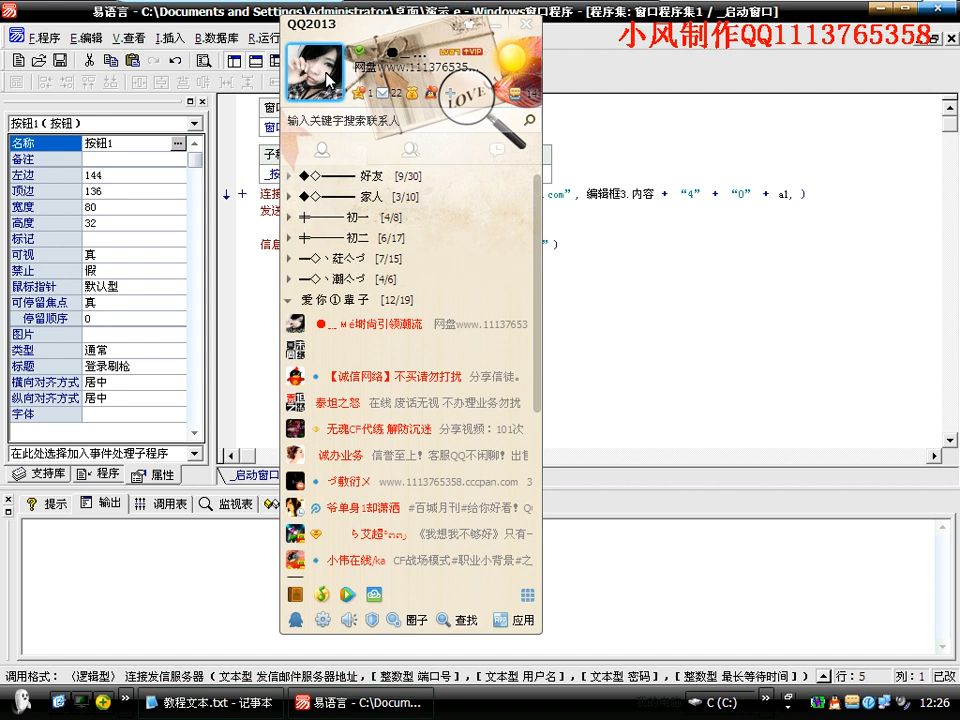 易语言 - C:\Documents and Settings\Administrator\桌面\演示.e - Windows窗口程序 - [程序集: 窗口程序集1 / _启动窗口]
小风制作QQ1113765358
F.程序 E.编辑 V.查看 I.插入 B.数据库 R.运行
按钮1（按钮）
名称 按钮1
备注
左边 144
顶边 136
宽度 80
高度 32
标记
可视 真
禁止 假
鼠标指针 默认型
可停留焦点 真
停留顺序 0
图片
类型 通常
标题 登录刷枪
横向对齐方式 居中
纵向对齐方式 居中
字体
在此处选择加入事件处理子程序
支持库 程序 属性
_启动窗口
.com”, 编辑框3.内容 + “4” + “0” + a1, )
QQ2013
网盘www.111376535...
1 22
LOVE
输入关键字搜索联系人
◆◇━━━ 好友 [9/30]
◆◇━━━ 家人 [3/10]
初一 [4/8]
初二 [6/17]
[7/15]
[4/6]
爱你①辈子 [12/19]
时尚引领潮流 网盘www.11137653
【诚信网络】不买请勿打扰 分享信徒。
泰坦之怒 在线 废话无视 不办理业务勿扰
无魂CF代练 解防沉迷 分享视频：101次
诚办业务 信誉至上！客服QQ不闲聊！出售
www.1113765358.cccpan.com 3
爷单身1却潇洒 #百城月刊#给你好看！Q
《我想我不够好》只有一
小伟在线/ka CF战场模式#职业小背景#之
圈子 查找 应用
提示 输出 调用表 监视表
调用格式： 〈逻辑型〉 连接发信服务器 （文本型 发信邮件服务器地址，[整数型 端口号]，[文本型 用户名]，[文本型 密码]，[整数型 最长等待时间]）
行：5 列：1 已改
教程文本.txt - 记事本 易语言 - C:\Docum... C (C:) 12:26